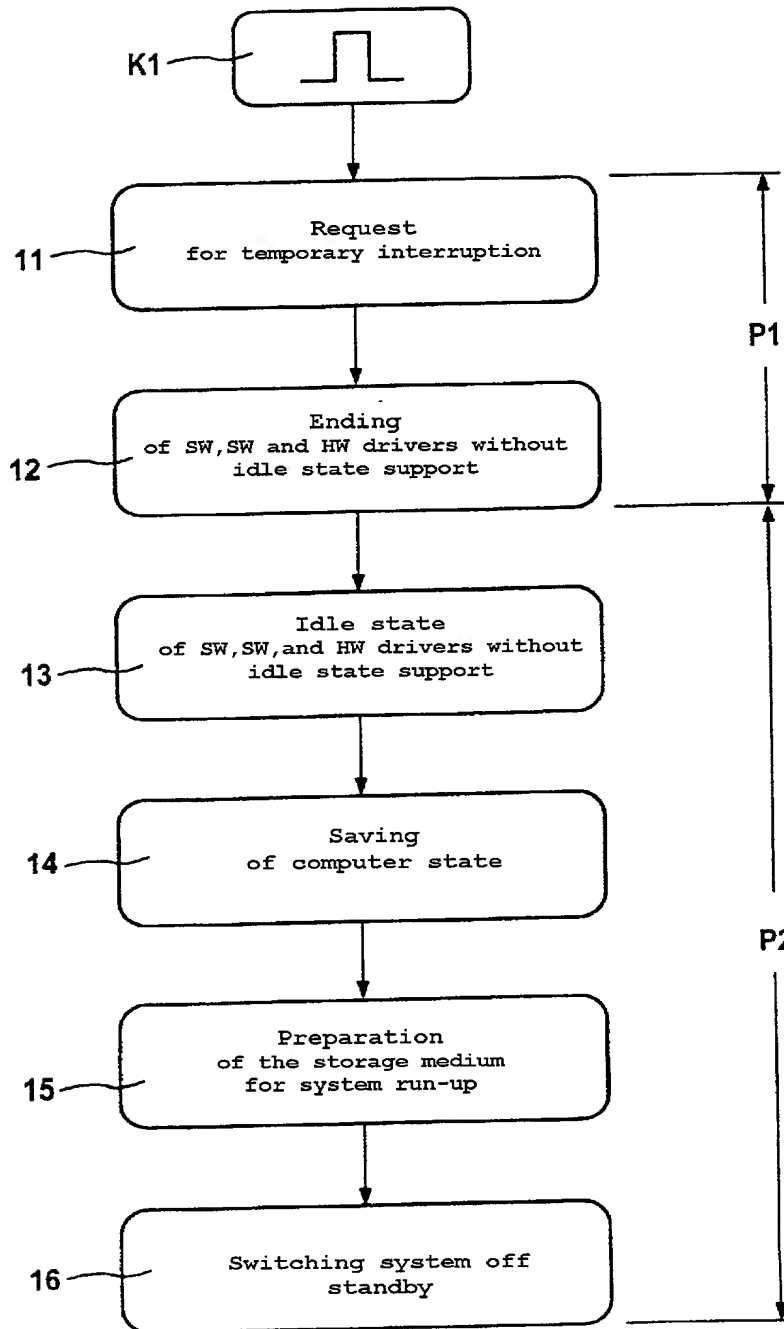 K1
11
Request
for temporary interruption
P1
12
Ending
of SW,SW and HW drivers without
idle state support
13
Idle state
of SW,SW,and HW drivers without
idle state support
14
Saving
of computer state
P2
15
Preparation
of the storage medium
for system run-up
16
Switching system off
standby